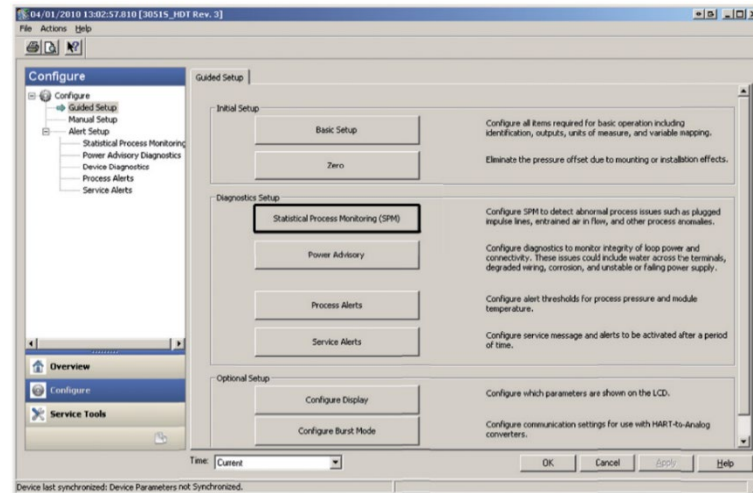 04/01/2010 13:02:57.810 [3051S_HDT Rev. 3]
File Actions Help
Configure
Configure
Guided Setup
Manual Setup
Alert Setup
Statistical Process Monitoring
Power Advisory Diagnostics
Device Diagnostics
Process Alerts
Service Alerts
Overview
Configure
Service Tools
Guided Setup
Initial Setup
Basic Setup
Configure all items required for basic operation including
identification, outputs, units of measure, and variable mapping.
Zero
Eliminate the pressure offset due to mounting or installation effects.
Diagnostics Setup
Statistical Process Monitoring (SPM)
Configure SPM to detect abnormal process issues such as plugged
impulse lines, entrained air in flow, and other process anomalies.
Power Advisory
Configure diagnostics to monitor integrity of loop power and
connectivity. These issues could include water across the terminals,
degraded wiring, corrosion, and unstable or failing power supply.
Process Alerts
Configure alert thresholds for process pressure and module
temperature.
Service Alerts
Configure service message and alerts to be activated after a period
of time.
Optional Setup
Configure Display
Configure which parameters are shown on the LCD.
Configure Burst Mode
Configure communication settings for use with HART-to-Analog
converters.
Time: Current
OK Cancel Apply Help
Device last synchronized: Device Parameters not Synchronized.